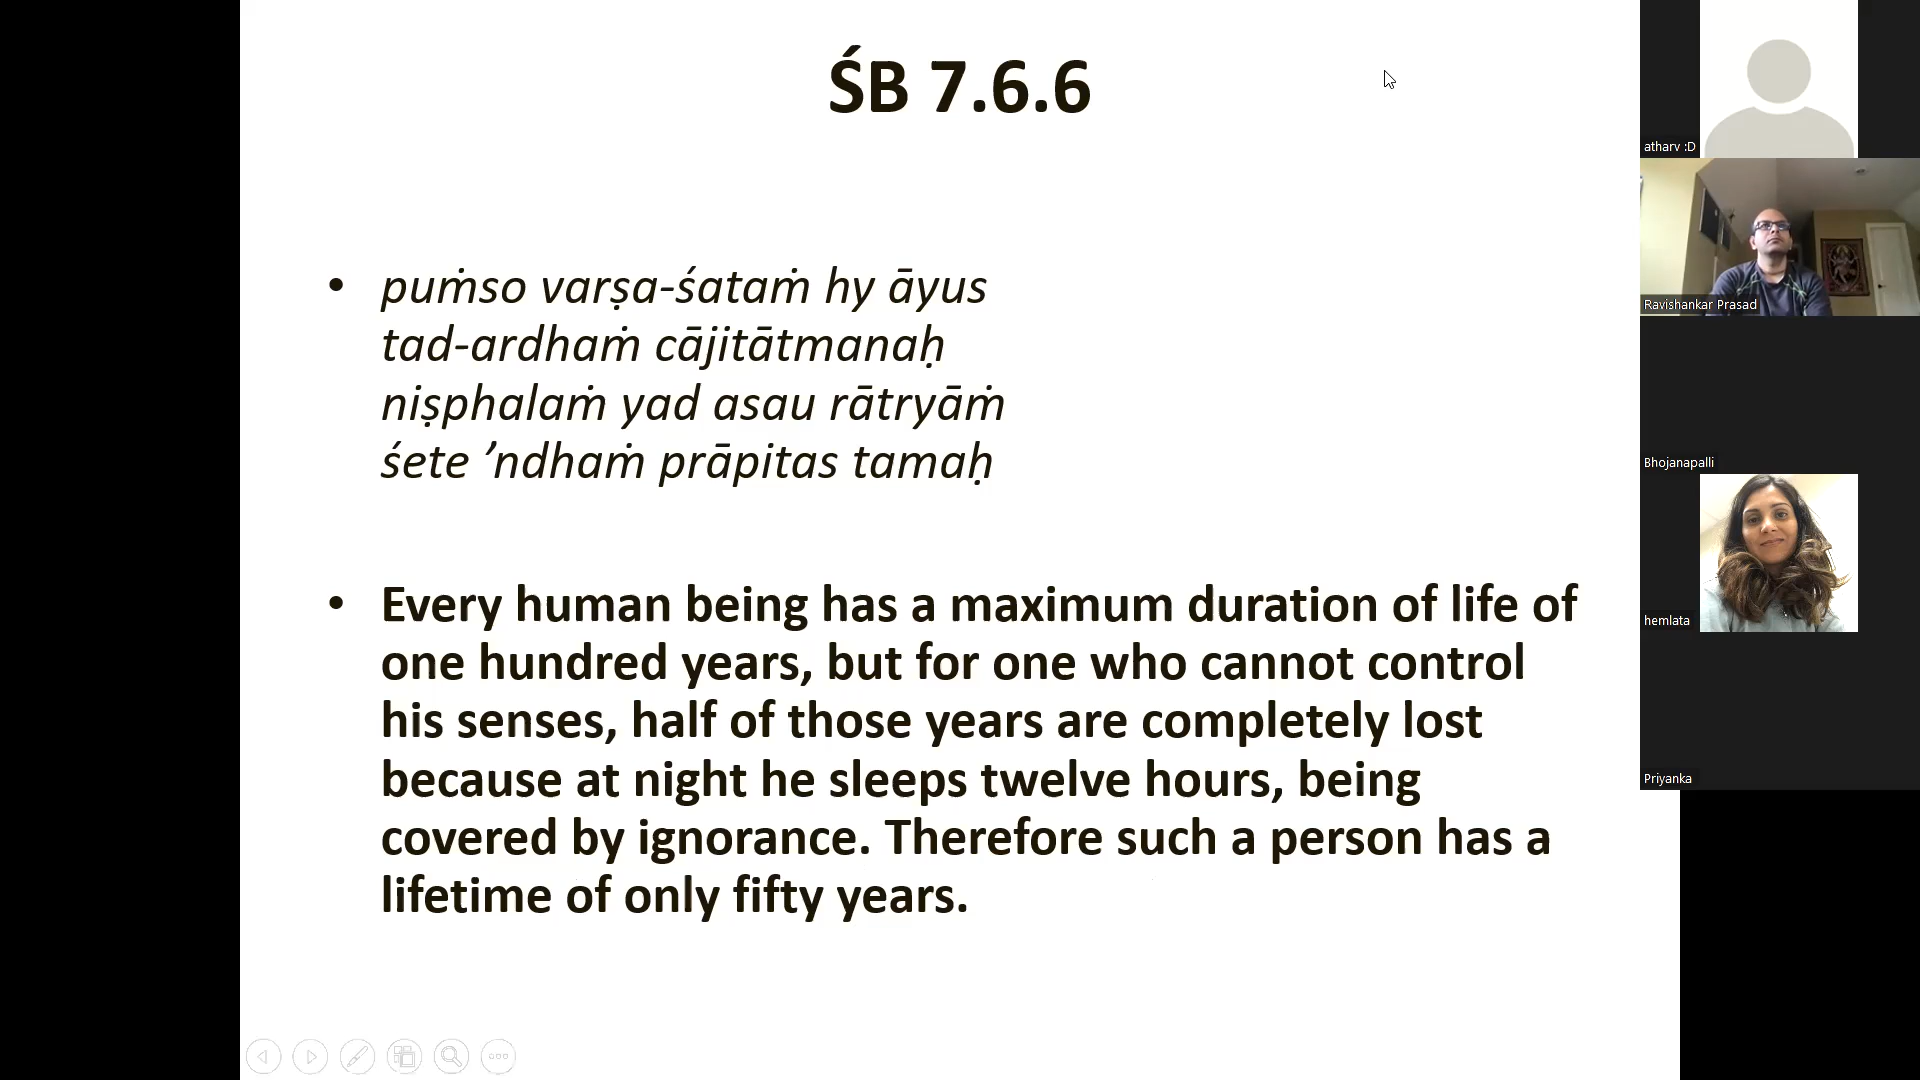 ŚB 7.6.6
• puṁso varṣa-śataṁ hy āyus
tad-ardhaṁ cājitātmanaḥ
niṣphalaṁ yad asau rātryāṁ
śete ’ndhaṁ prāpitas tamaḥ
• Every human being has a maximum duration of life of
one hundred years, but for one who cannot control
his senses, half of those years are completely lost
because at night he sleeps twelve hours, being
covered by ignorance. Therefore such a person has a
lifetime of only fifty years.
atharv :D
Ravishankar Prasad
Bhojanapalli
hemlata
Priyanka